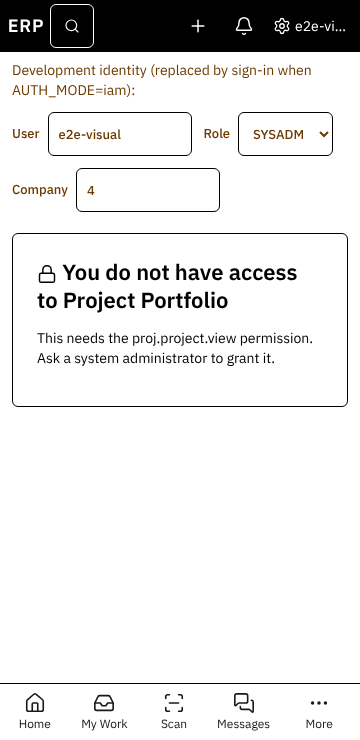 ERP
e2e-vi...
Development identity (replaced by sign-in when
AUTH_MODE=iam):
User e2e-visual Role SYSADM
Company 4
You do not have access
to Project Portfolio
This needs the proj.project.view permission.
Ask a system administrator to grant it.
Home My Work Scan Messages More